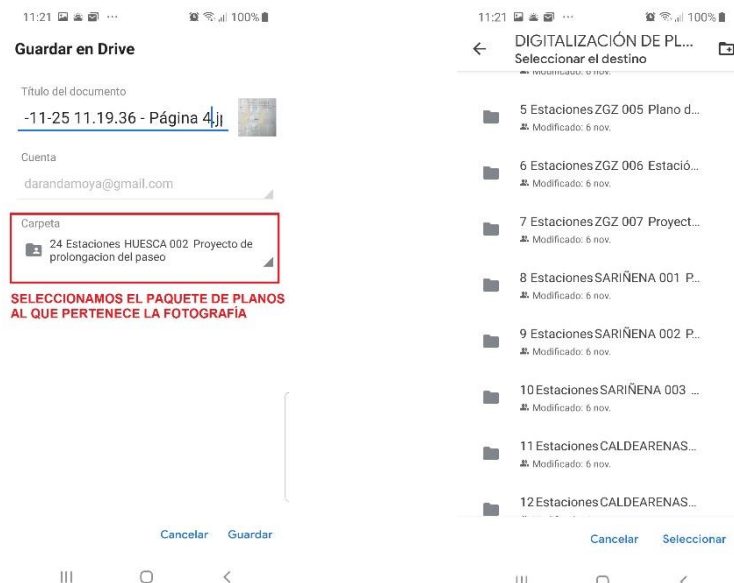 11:21 ... 100%
Guardar en Drive
Título del documento
-11-25 11.19.36 - Página 4.j
Cuenta
darandamoya@gmail.com
Carpeta
24 Estaciones HUESCA 002 Proyecto de
prolongacion del paseo
SELECCIONAMOS EL PAQUETE DE PLANOS
AL QUE PERTENECE LA FOTOGRAFÍA
Cancelar Guardar
11:21 ... 100%
DIGITALIZACIÓN DE PL...
Seleccionar el destino
Modificado: 6 nov.
5 Estaciones ZGZ 005 Plano d...
Modificado: 6 nov.
6 Estaciones ZGZ 006 Estació...
Modificado: 6 nov.
7 Estaciones ZGZ 007 Proyect...
Modificado: 6 nov.
8 Estaciones SARIÑENA 001 P...
Modificado: 6 nov.
9 Estaciones SARIÑENA 002 P...
Modificado: 6 nov.
10 Estaciones SARIÑENA 003 ...
Modificado: 6 nov.
11 Estaciones CALDEARENAS...
Modificado: 6 nov.
12 Estaciones CALDEARENAS...
Cancelar Seleccionar